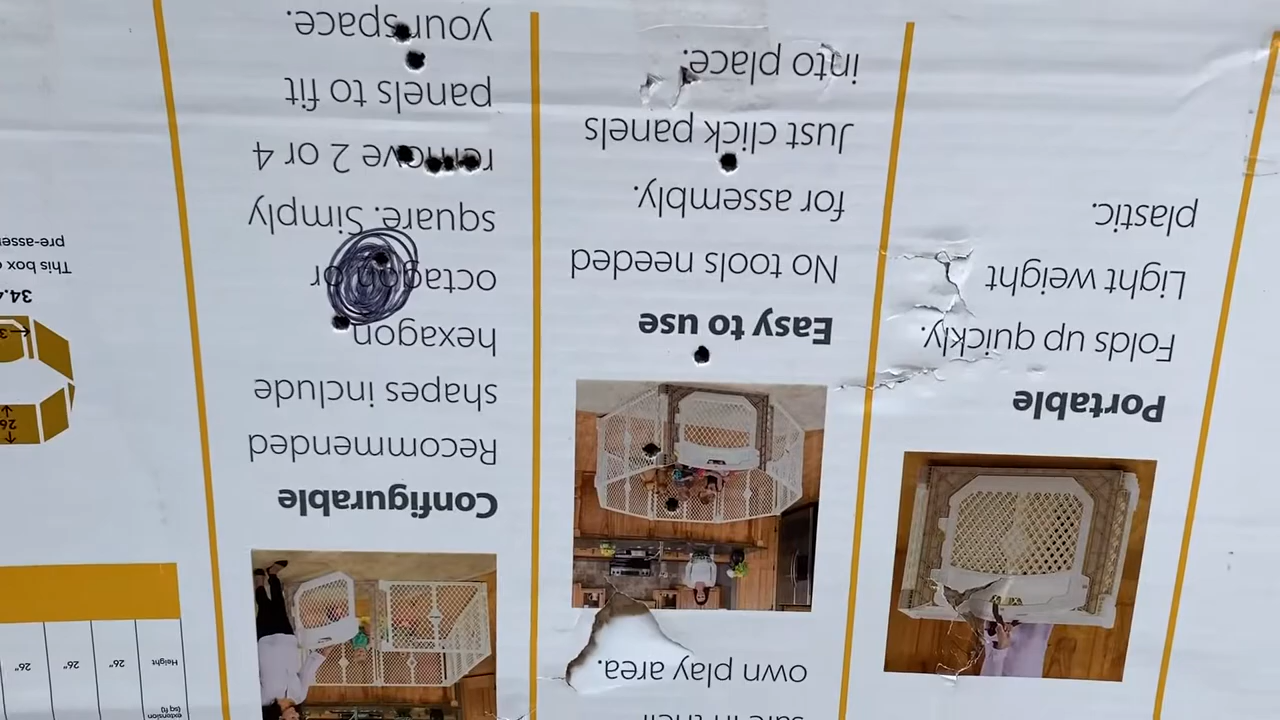 Portable
Folds up quickly.
Light weight
plastic.
own play area.
Easy to use
No tools needed
for assembly.
Just click panels
into place.
Configurable
Recommended
shapes include
hexagon
octagon or
square. Simply
remove 2 or 4
panels to fit
your space.
Height
26"
26"
26"
34.
This box
pre-asse